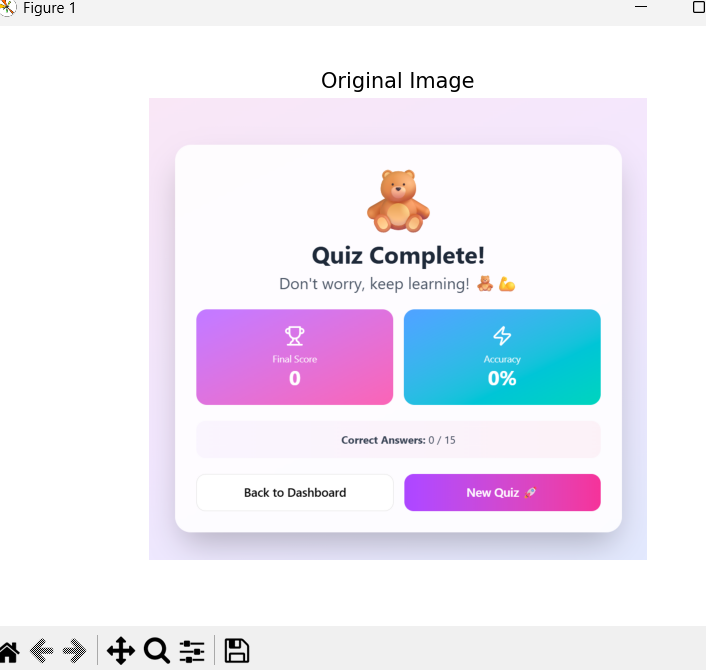 Figure 1
Original Image
Quiz Complete!
Don't worry, keep learning! 🧸 💪
Final Score
0
Accuracy
0%
Correct Answers: 0 / 15
Back to Dashboard
New Quiz 🚀